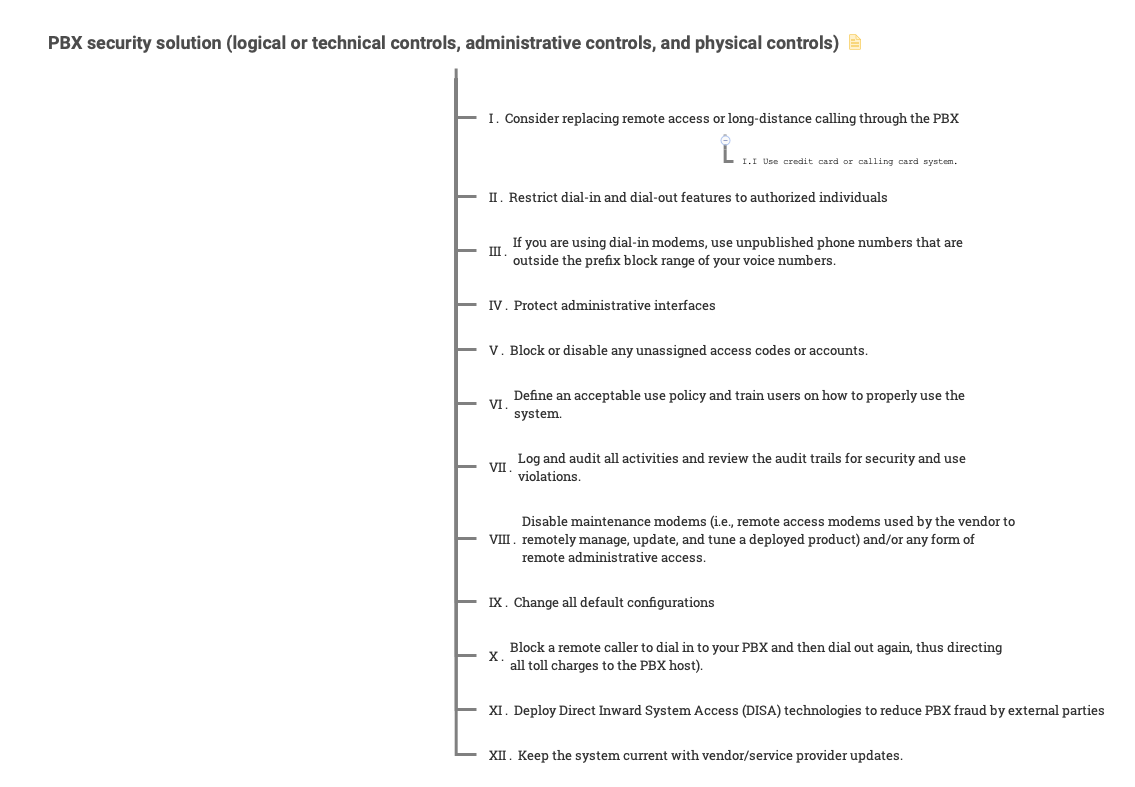 PBX security solution (logical or technical controls, administrative controls, and physical controls)
I . Consider replacing remote access or long-distance calling through the PBX
I.I Use credit card or calling card system.
II . Restrict dial-in and dial-out features to authorized individuals
III . If you are using dial-in modems, use unpublished phone numbers that are
outside the prefix block range of your voice numbers.
IV . Protect administrative interfaces
V . Block or disable any unassigned access codes or accounts.
VI . Define an acceptable use policy and train users on how to properly use the
system.
VII . Log and audit all activities and review the audit trails for security and use
violations.
Disable maintenance modems (i.e., remote access modems used by the vendor to
VIII . remotely manage, update, and tune a deployed product) and/or any form of
remote administrative access.
IX . Change all default configurations
X . Block a remote caller to dial in to your PBX and then dial out again, thus directing
all toll charges to the PBX host).
XI . Deploy Direct Inward System Access (DISA) technologies to reduce PBX fraud by external parties
XII . Keep the system current with vendor/service provider updates.